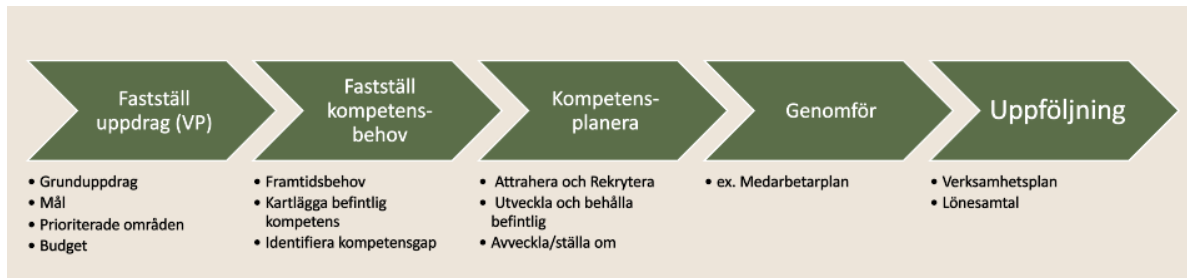 Fastställ
uppdrag (VP)
Fastställ
kompetens-
behov
Kompetens-
planera
Genomför
Uppföljning
• Grunduppdrag
• Mål
• Prioriterade områden
• Budget
• Framtidsbehov
• Kartlägga befintlig
kompetens
• Identifiera kompetensgap
• Attrahera och Rekrytera
• Utveckla och behålla
befintlig
• Avveckla/ställa om
• ex. Medarbetarplan
• Verksamhetsplan
• Lönesamtal